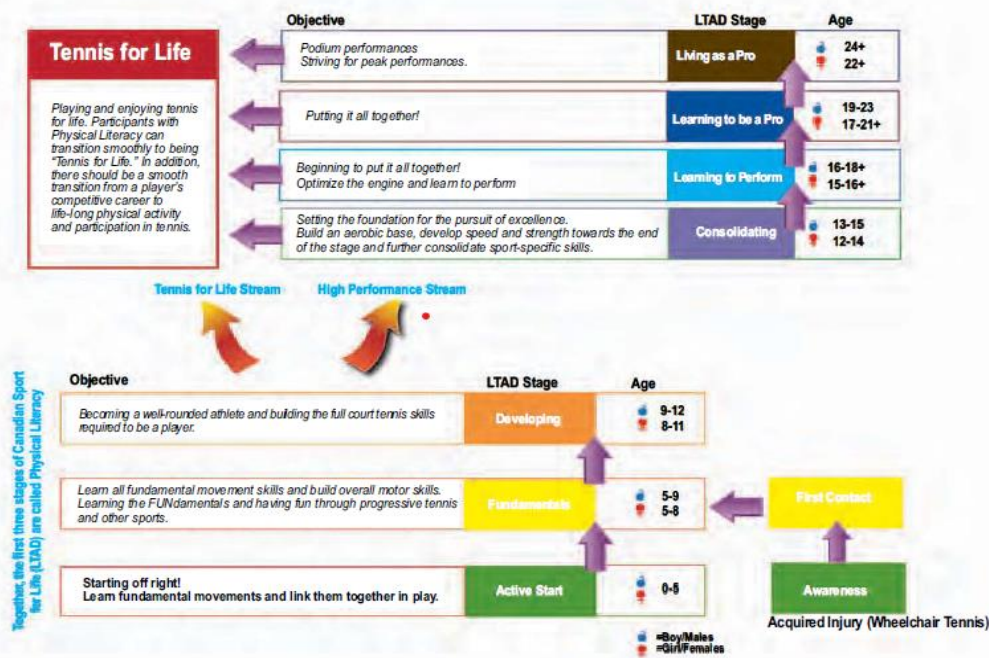 Objective
LTAD Stage
Age
Tennis for Life
Playing and enjoying tennis
for life. Participants with
Physical Literacy can
transition smoothly to being
"Tennis for Life." In addition,
there should be a smooth
transition from a player's
competitive career to
life-long physical activity
and participation in tennis.
Podium performances
Striving for peak performances.
Living as a Pro
24+
22+
Putting it all together!
Learning to be a Pro
19-23
17-21+
Beginning to put it all together!
Optimize the engine and learn to perform
Learning to Perform
16-18+
15-16+
Setting the foundation for the pursuit of excellence.
Build an aerobic base, develop speed and strength towards the end
of the stage and further consolidate sport-specific skills.
Consolidating
13-15
12-14
Tennis for Life Stream
High Performance Stream
Together, the first three stages of Canadian Sport
for Life (LTAD) are called Physical Literacy
Objective
LTAD Stage
Age
Becoming a well-rounded athlete and building the full court tennis skills
required to be a player.
Developing
9-12
8-11
Learn all fundamental movement skills and build overall motor skills.
Learning the FUNdamentals and having fun through progressive tennis
and other sports.
Fundamentals
5-9
5-8
First Contact
Starting off right!
Learn fundamental movements and link them together in play.
Active Start
0-5
Awareness
Acquired Injury (Wheelchair Tennis)
=Boy/Males
=Girl/Females